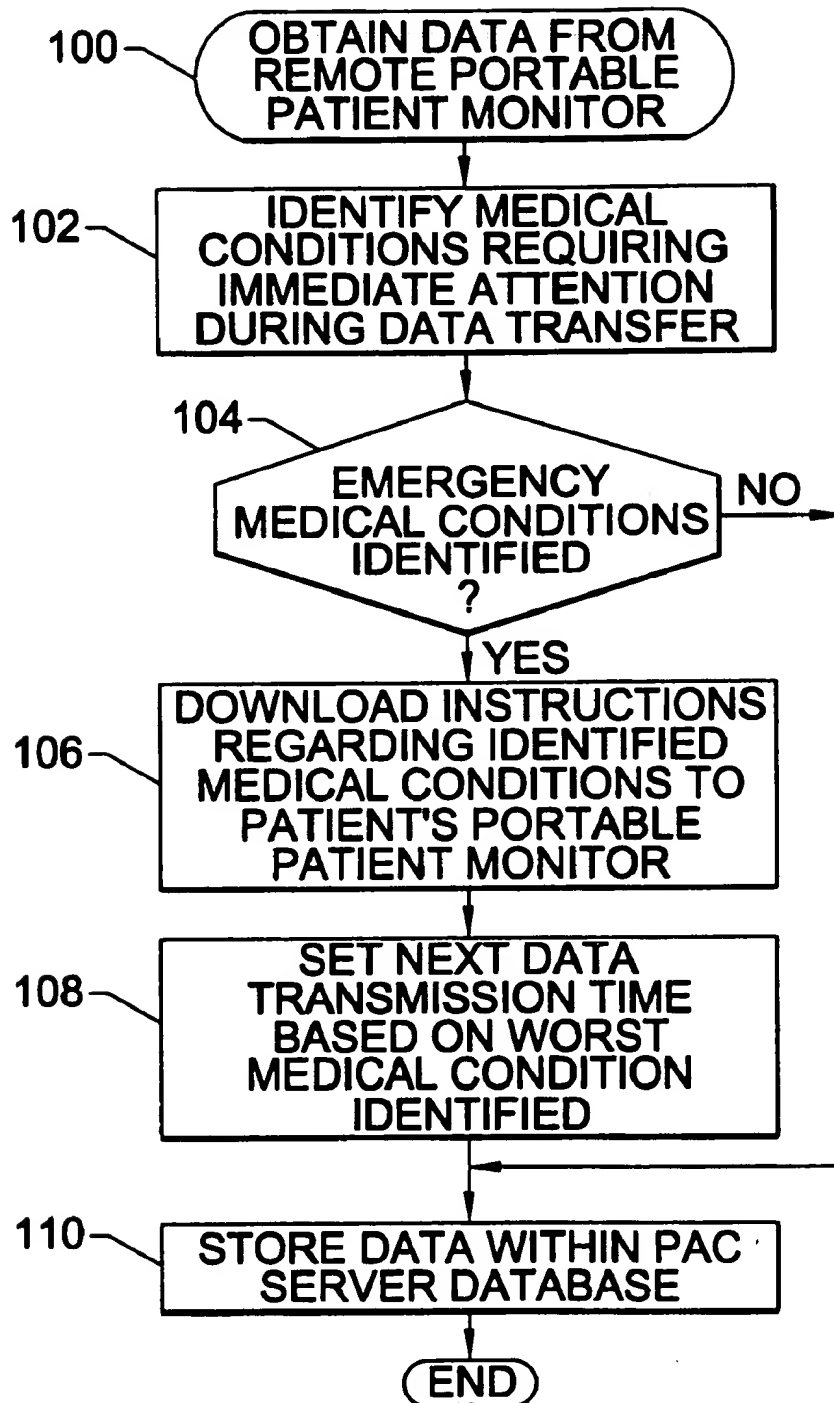 100
OBTAIN DATA FROM
REMOTE PORTABLE
PATIENT MONITOR
102
IDENTIFY MEDICAL
CONDITIONS REQUIRING
IMMEDIATE ATTENTION
DURING DATA TRANSFER
104
EMERGENCY
MEDICAL CONDITIONS
IDENTIFIED
?
NO
YES
106
DOWNLOAD INSTRUCTIONS
REGARDING IDENTIFIED
MEDICAL CONDITIONS TO
PATIENT'S PORTABLE
PATIENT MONITOR
108
SET NEXT DATA
TRANSMISSION TIME
BASED ON WORST
MEDICAL CONDITION
IDENTIFIED
110
STORE DATA WITHIN PAC
SERVER DATABASE
END